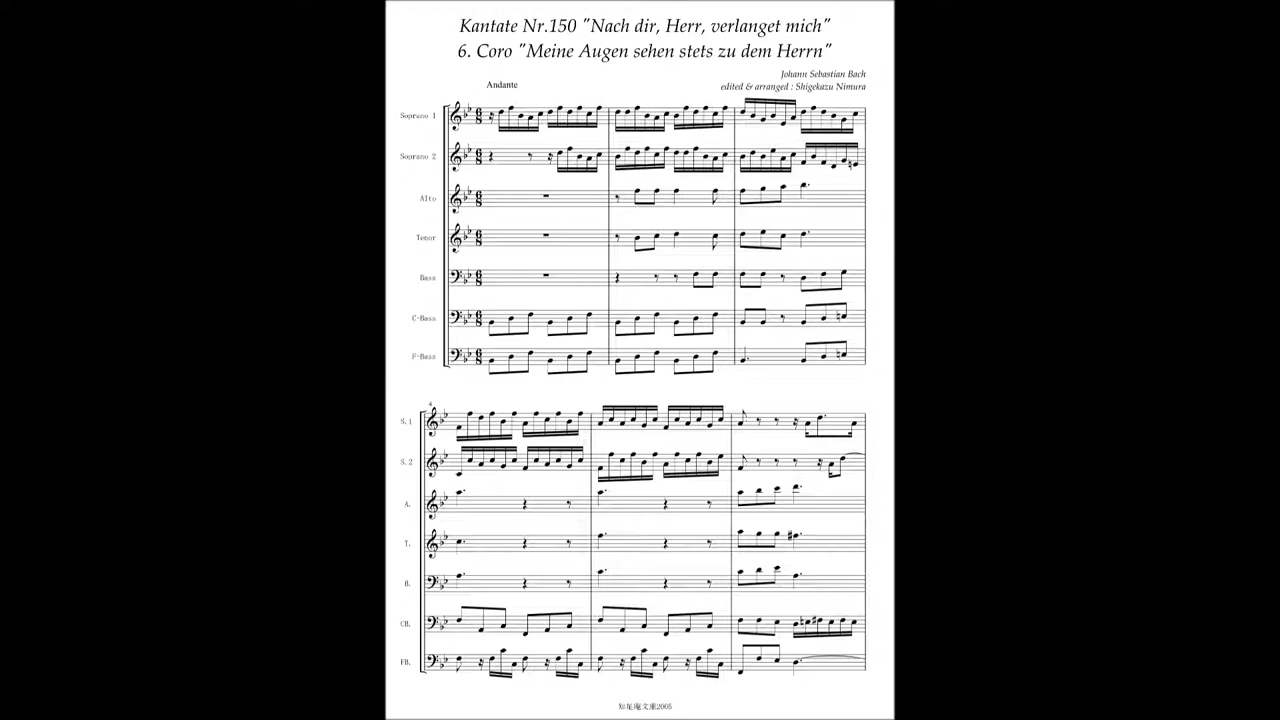 Kantate Nr.150 "Nach dir, Herr, verlanget mich"
6. Coro "Meine Augen sehen stets zu dem Herrn"
Johann Sebastian Bach
edited & arranged : Shigekazu Nimura
Andante
Soprano 1
Soprano 2
Alto
Tenor
Bass
C-Bass
F-Bass
4
S. 1
S. 2
A.
T.
B.
CB.
FB.
知足庵文庫2005